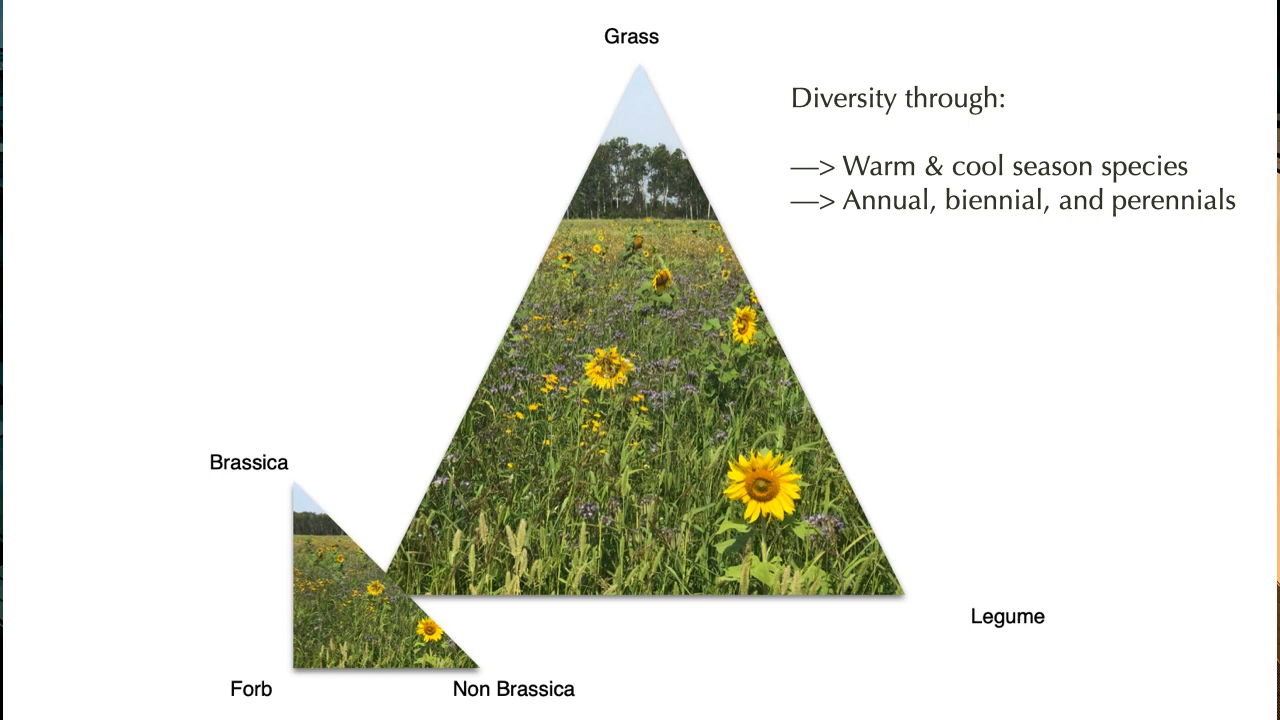 Grass
Diversity through:
—> Warm & cool season species
—> Annual, biennial, and perennials
Brassica
Legume
Forb
Non Brassica